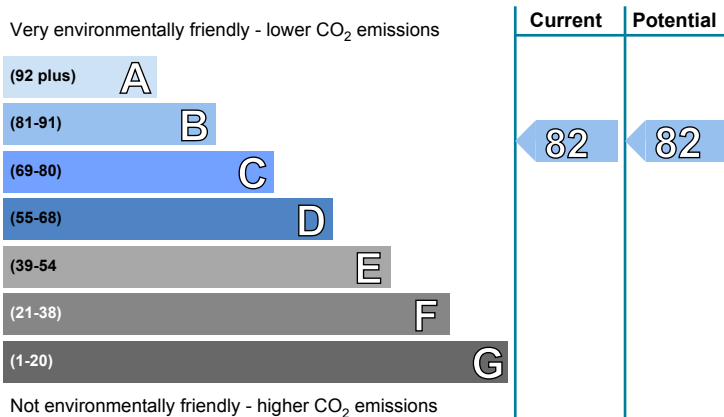 Very environmentally friendly - lower CO2 emissions
Current Potential
(92 plus) A
(81-91) B
82 82
(69-80) C
(55-68) D
(39-54 E
(21-38) F
(1-20) G
Not environmentally friendly - higher CO2 emissions